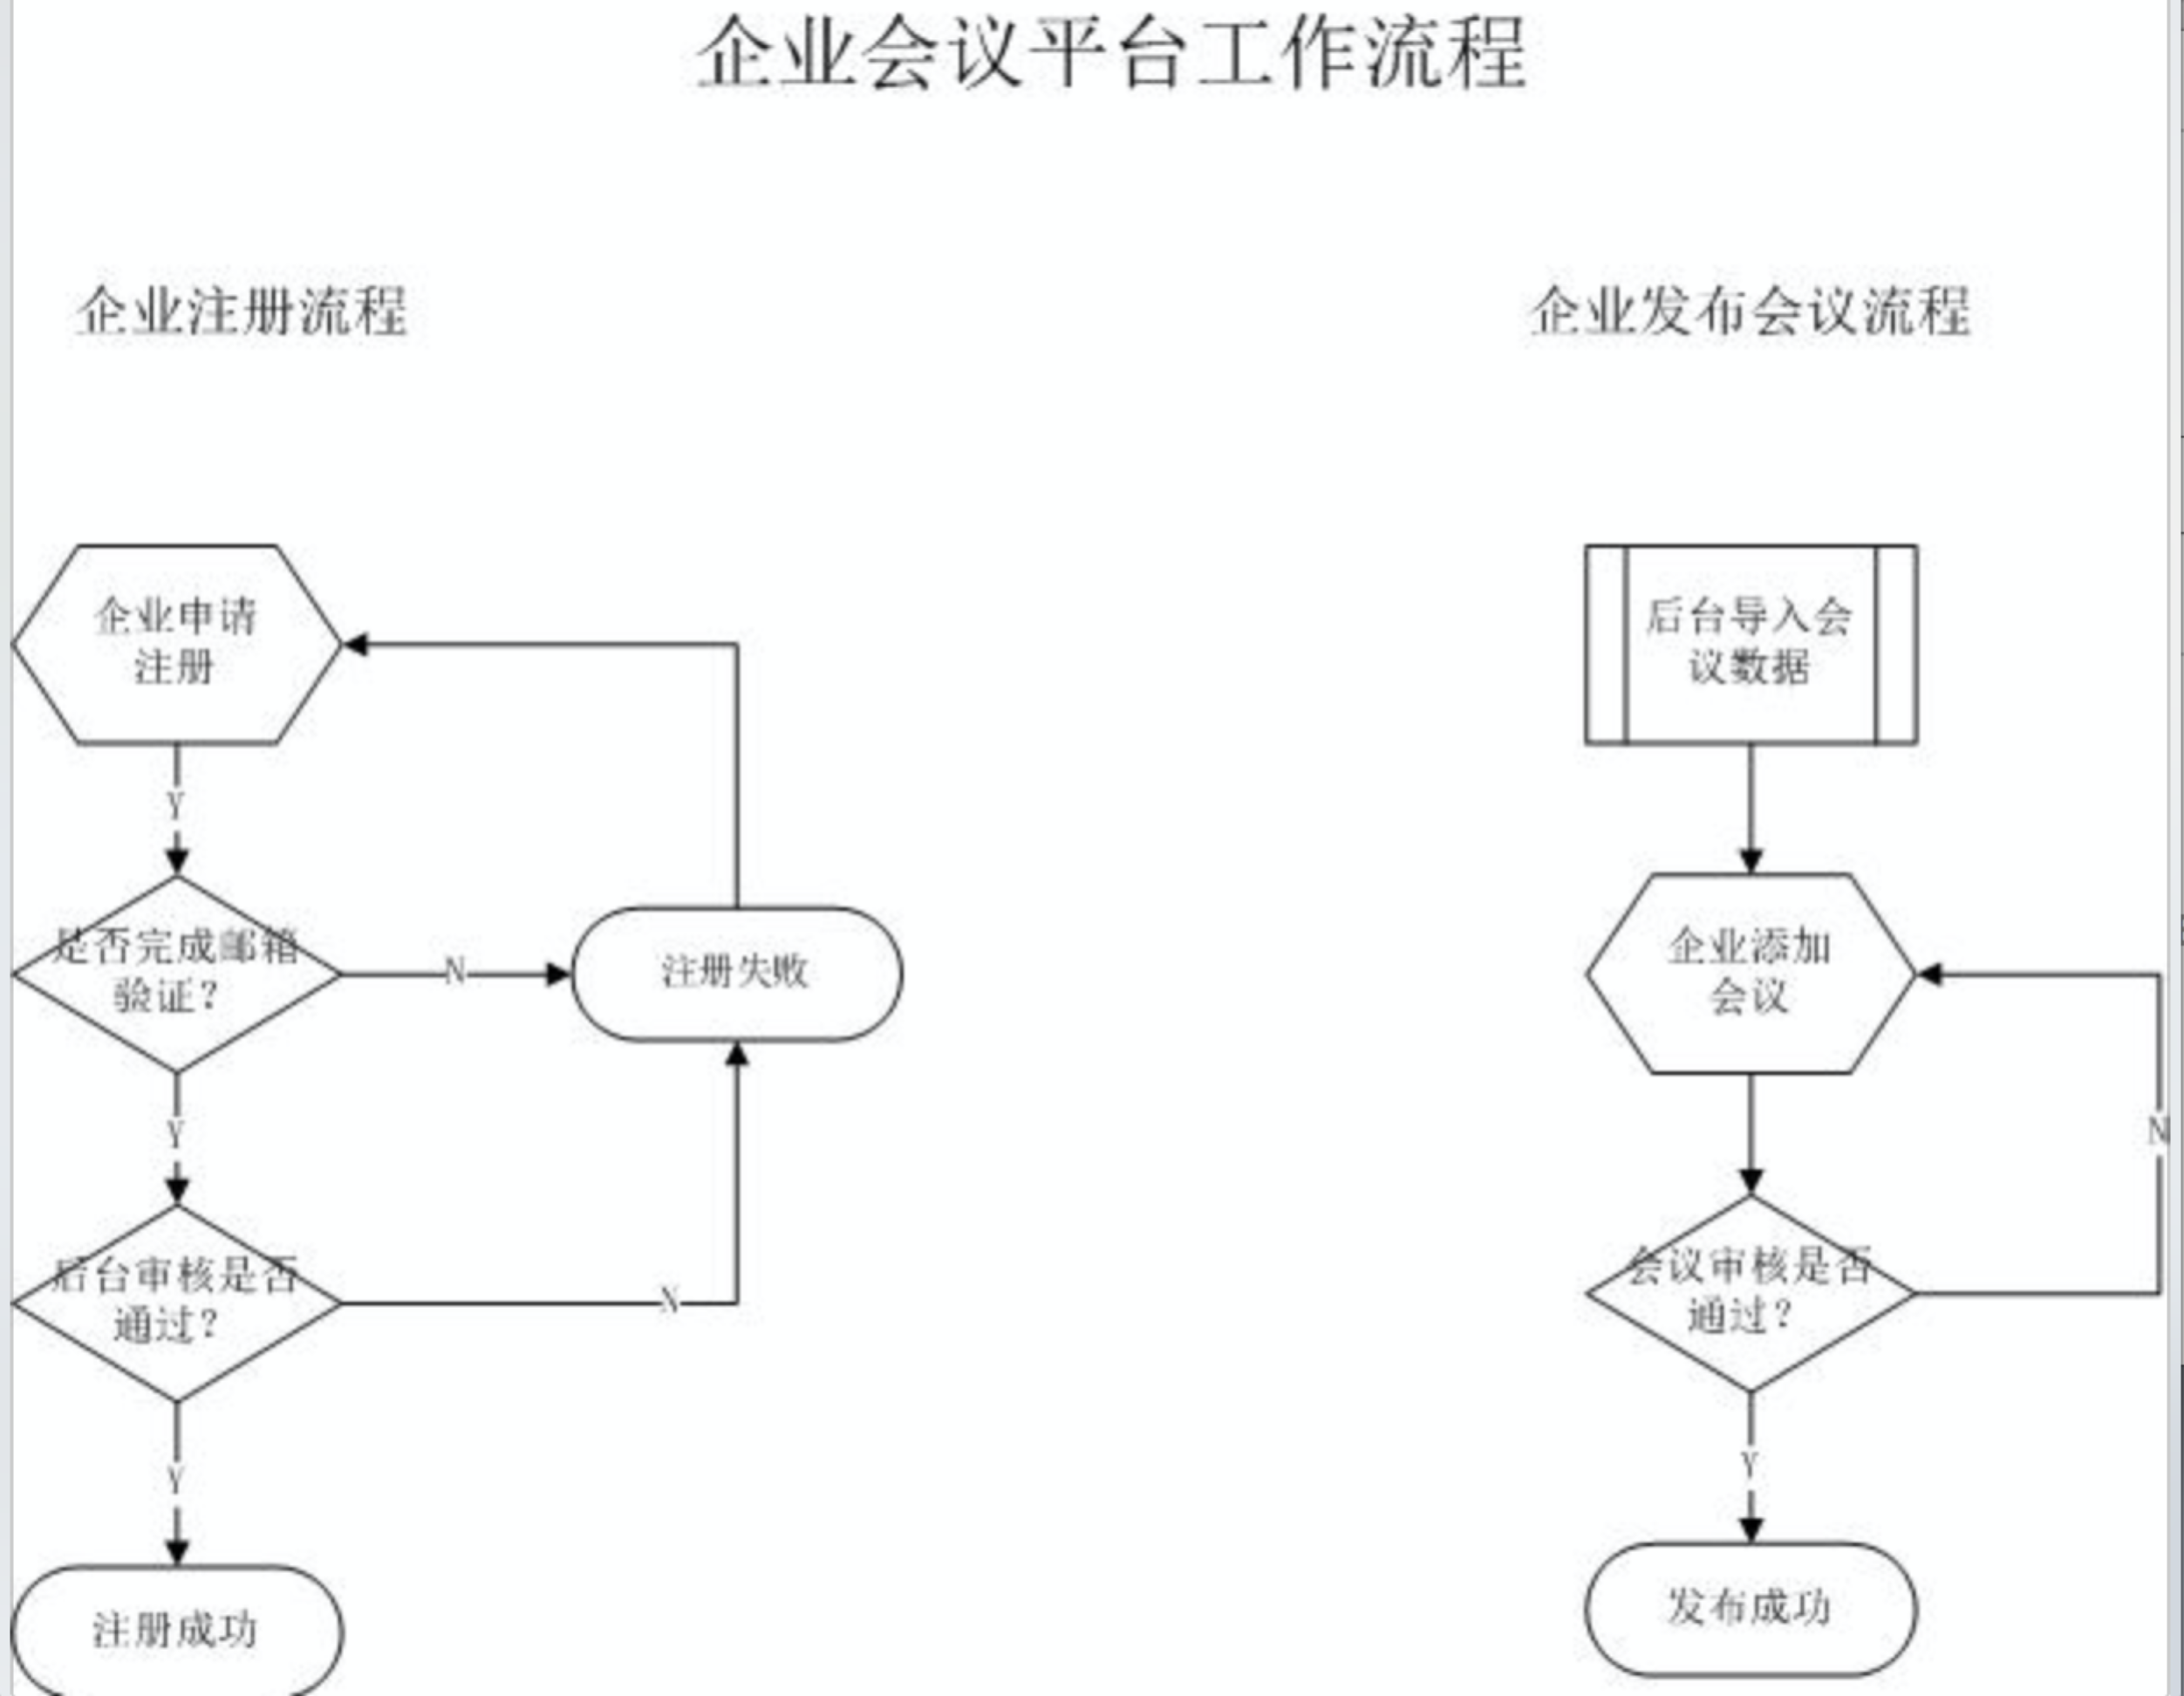 企业会议平台工作流程
企业注册流程
企业发布会议流程
企业申请
注册
Y
是否完成邮箱
验证?
N
注册失败
Y
后台审核是否
通过?
N
Y
注册成功
后台导入会
议数据
企业添加
会议
N
会议审核是否
通过?
Y
发布成功